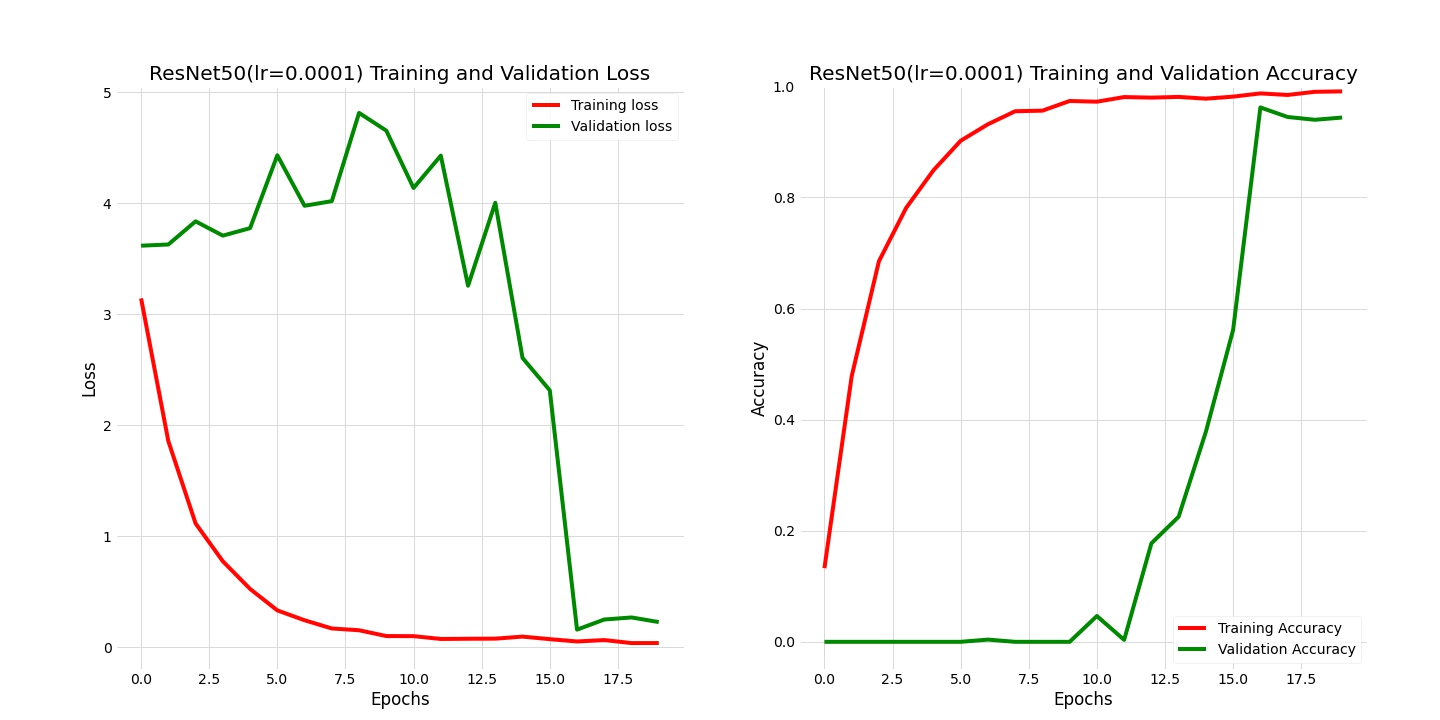 ResNet50(lr=0.0001) Training and Validation Loss
5
4
3
2
1
0
Loss
Training loss
Validation loss
0.0 2.5 5.0 7.5 10.0 12.5 15.0 17.5
Epochs
ResNet50(lr=0.0001) Training and Validation Accuracy
1.0
0.8
0.6
0.4
0.2
0.0
Accuracy
Training Accuracy
Validation Accuracy
0.0 2.5 5.0 7.5 10.0 12.5 15.0 17.5
Epochs